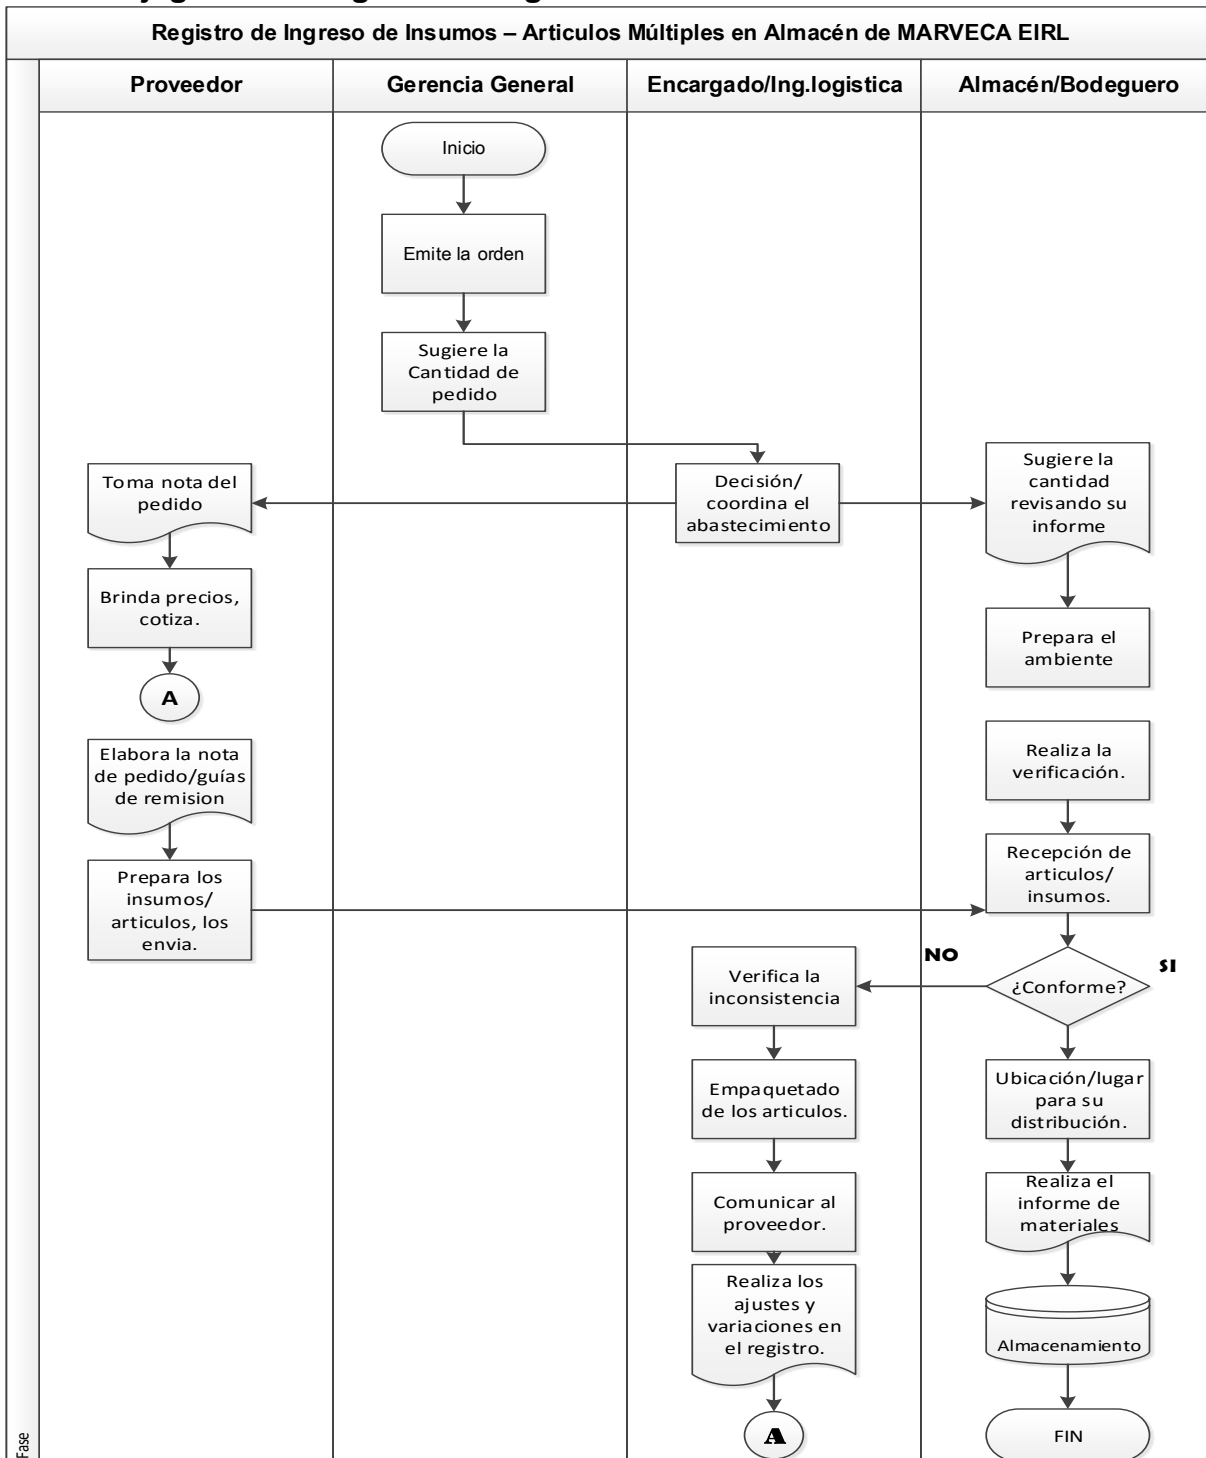 Registro de Ingreso de Insumos – Articulos Múltiples en Almacén de MARVECA EIRL
Proveedor
Gerencia General
Encargado/Ing.logistica
Almacén/Bodeguero
Inicio
Emite la orden
Sugiere la
Cantidad de
pedido
Toma nota del
pedido
Decisión/
coordina el
abastecimiento
Sugiere la
cantidad
revisando su
informe
Brinda precios,
cotiza.
Prepara el
ambiente
A
Elabora la nota
de pedido/guías
de remision
Realiza la
verificación.
Prepara los
insumos/
articulos, los
envia.
Recepción de
articulos/
insumos.
NO
SI
¿Conforme?
Verifica la
inconsistencia
Empaquetado
de los articulos.
Ubicación/lugar
para su
distribución.
Comunicar al
proveedor.
Realiza el
informe de
materiales
Realiza los
ajustes y
variaciones en
el registro.
Almacenamiento
A
FIN
Fase